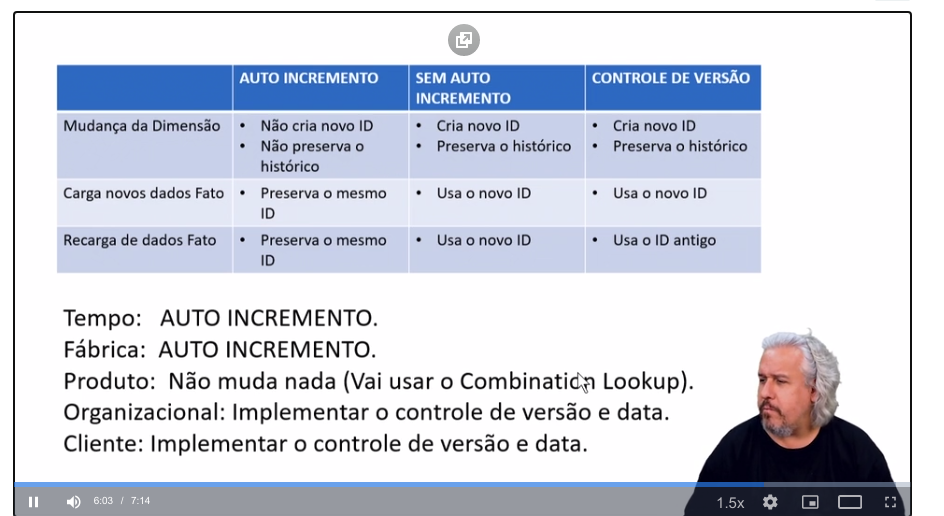 AUTO INCREMENTO
SEM AUTO
INCREMENTO
CONTROLE DE VERSÃO
Mudança da Dimensão
• Não cria novo ID
• Não preserva o
histórico
• Cria novo ID
• Preserva o histórico
• Cria novo ID
• Preserva o histórico
Carga novos dados Fato
• Preserva o mesmo
ID
• Usa o novo ID
• Usa o novo ID
Recarga de dados Fato
• Preserva o mesmo
ID
• Usa o novo ID
• Usa o ID antigo
Tempo: AUTO INCREMENTO.
Fábrica: AUTO INCREMENTO.
Produto: Não muda nada (Vai usar o Combination Lookup).
Organizacional: Implementar o controle de versão e data.
Cliente: Implementar o controle de versão e data.
6:03 / 7:14
1.5x